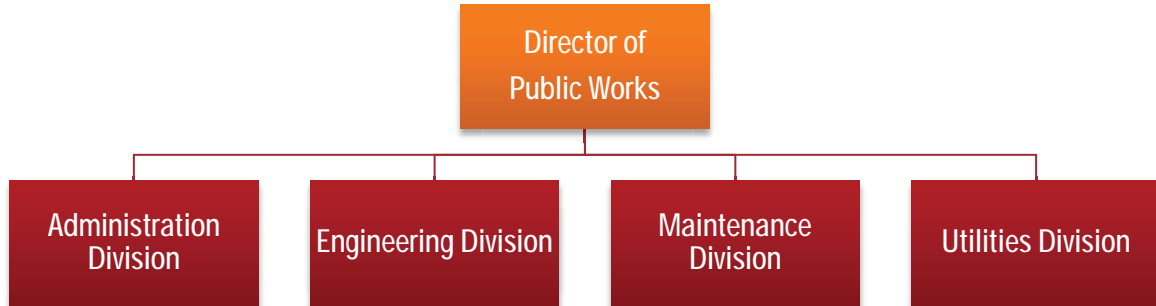 Director of
Public Works
Administration
Division
Engineering Division
Maintenance
Division
Utilities Division